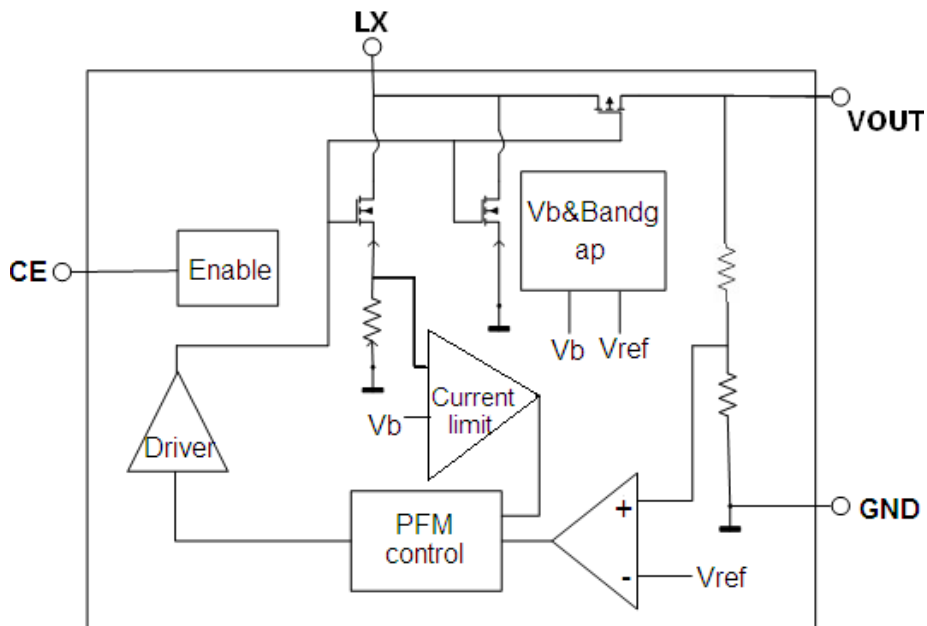 LX
VOUT
Vb&Bandg
ap
CE
Enable
Vb
Vref
Current
limit
Vb
Driver
PFM
control
+
-
Vref
GND